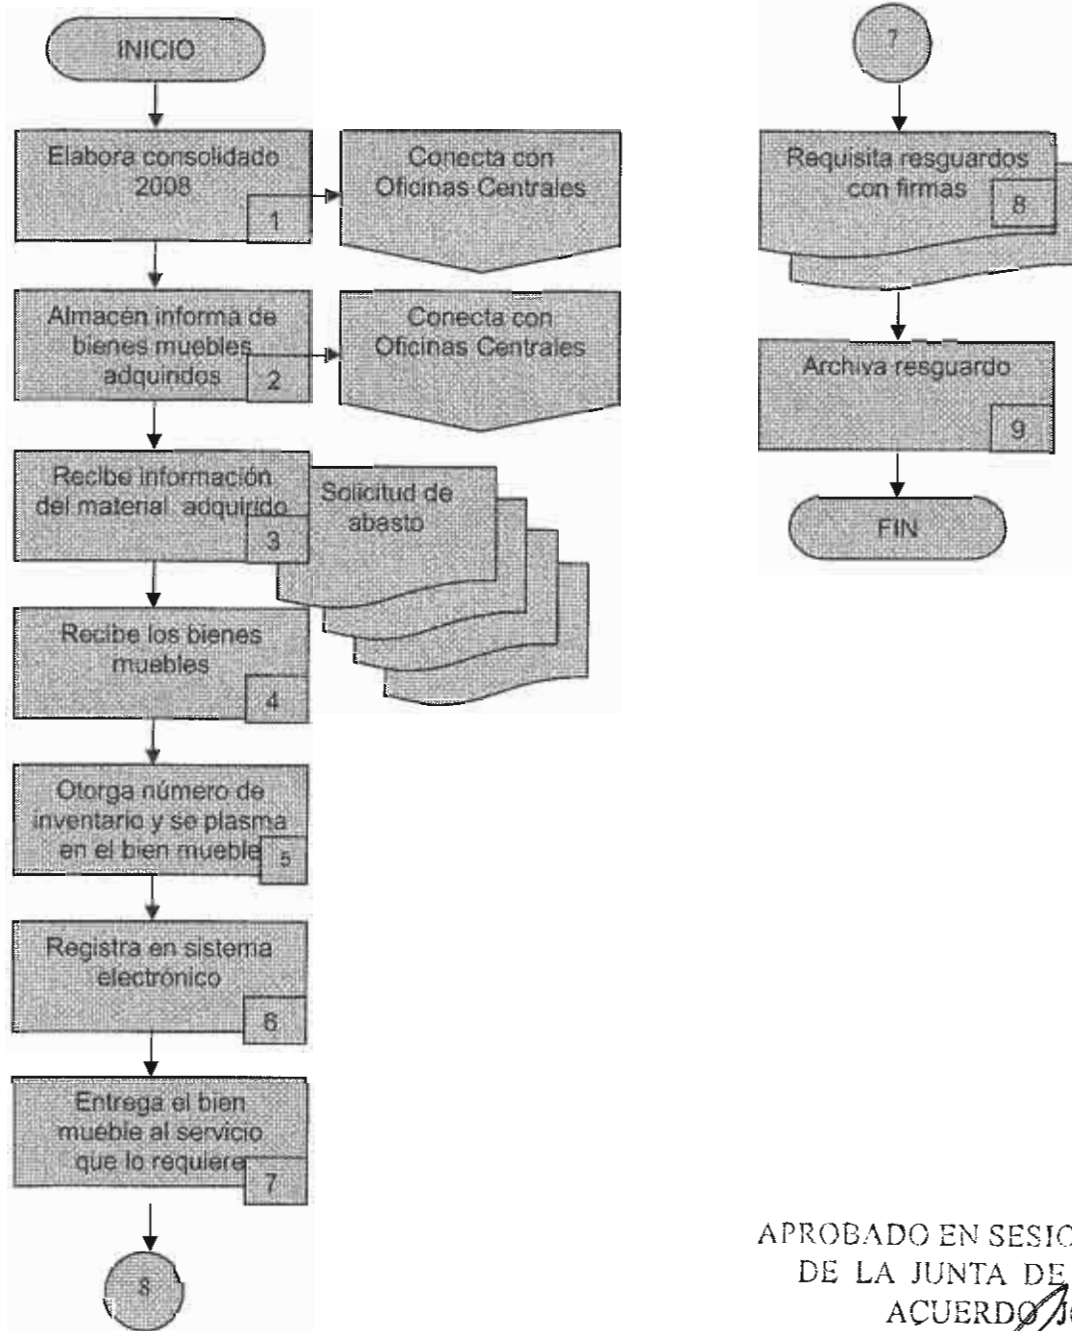 INICIO
Elabora consolidado
2008
1
Conecta con
Oficinas Centrales
Almacén informa de
bienes muebles
adquiridos
2
Conecta con
Oficinas Centrales
Recibe información
del material adquirido
3
Solicitud de
abasto
Recibe los bienes
muebles
4
Otorga número de
inventario y se plasma
en el bien mueble
5
Registra en sistema
electrónico
6
Entrega el bien
mueble al servicio
que lo requiere
7
8
7
Requisita resguardos
con firmas
8
Archiva resguardo
9
FIN
APROBADO EN SESIO
DE LA JUNTA DE
ACUERDO